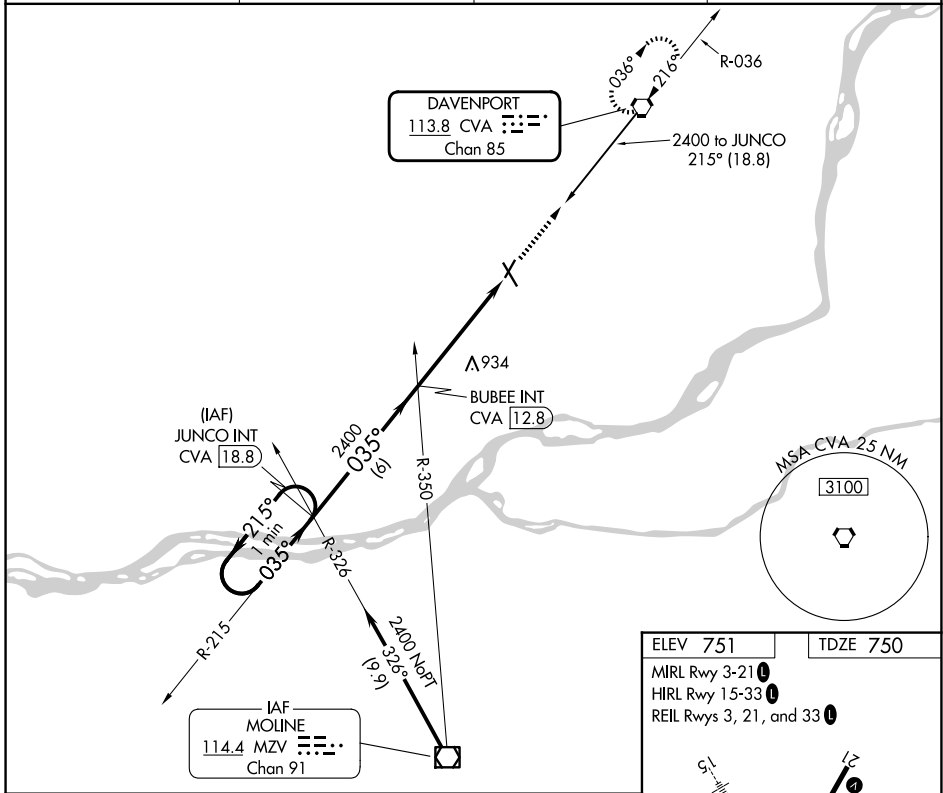 036°
216°
R-036
DAVENPORT
113.8 CVA
Chan 85
2400 to JUNCO
215° (18.8)
934
BUBEE INT
CVA 12.8
(IAF)
JUNCO INT
CVA 18.8
2400
035°
(6)
R-350
MSA CVA 25 NM
3100
215°
1 min
035°
R-326
R-215
2400 NoPT
326°
(9.9)
IAF
MOLINE
114.4 MZV
Chan 91
ELEV 751
TDZE 750
MIRL Rwy 3-21 L
HIRL Rwy 15-33 L
REIL Rwys 3, 21, and 33 L
15
21